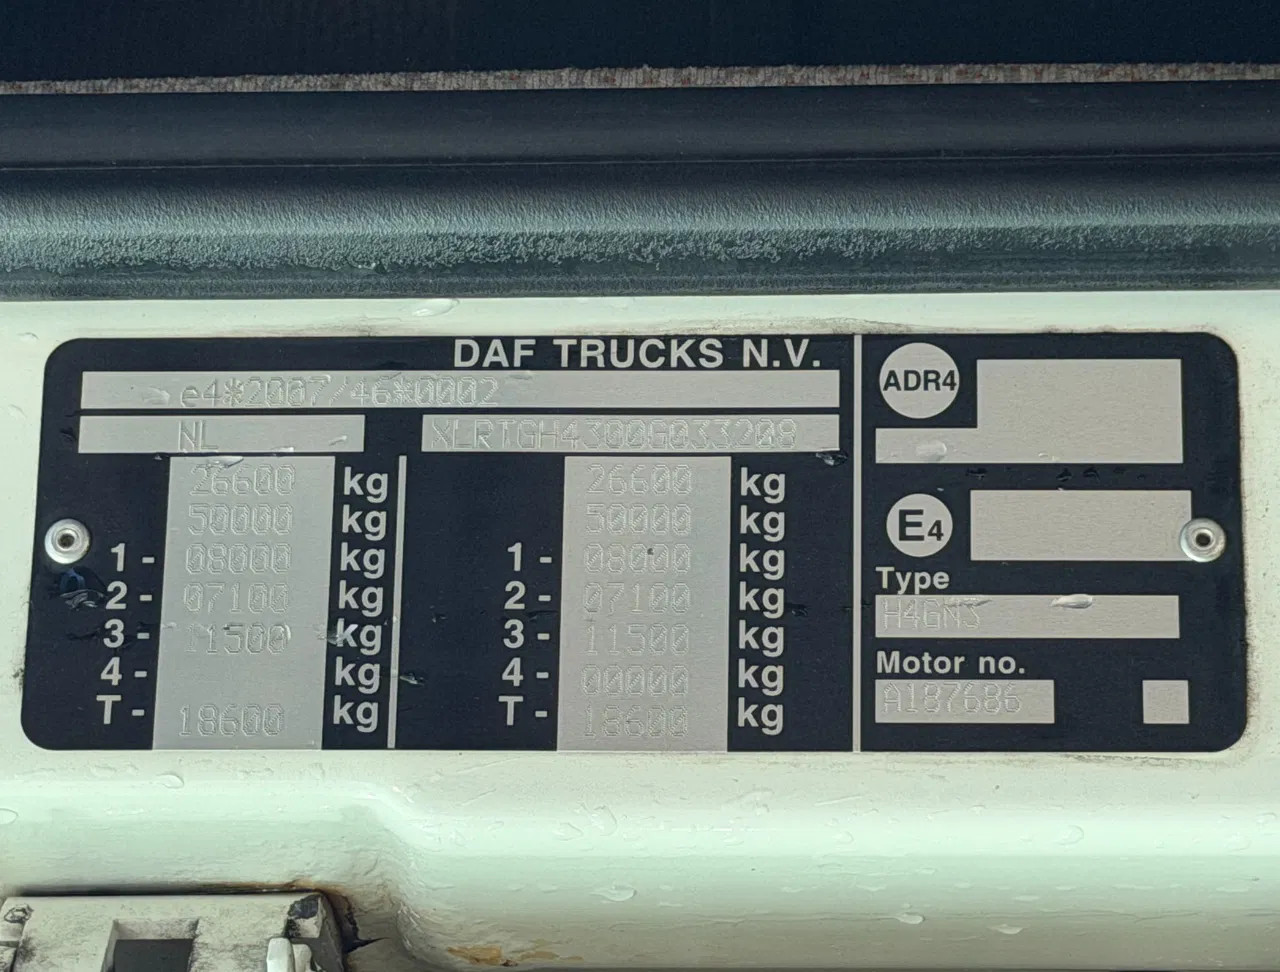 DAF TRUCKS N.V.
e4*2007/46*0002
NL XLRTGH4300G033208
26600 kg 26600 kg
50000 kg 50000 kg
1- 08000 kg 1- 08000 kg
2- 07100 kg 2- 07100 kg
3- 11500 kg 3- 11500 kg
4- kg 4- 00000 kg
T- 18600 kg T- 18600 kg
ADR4
E4
Type
H4GN3
Motor no.
A187686